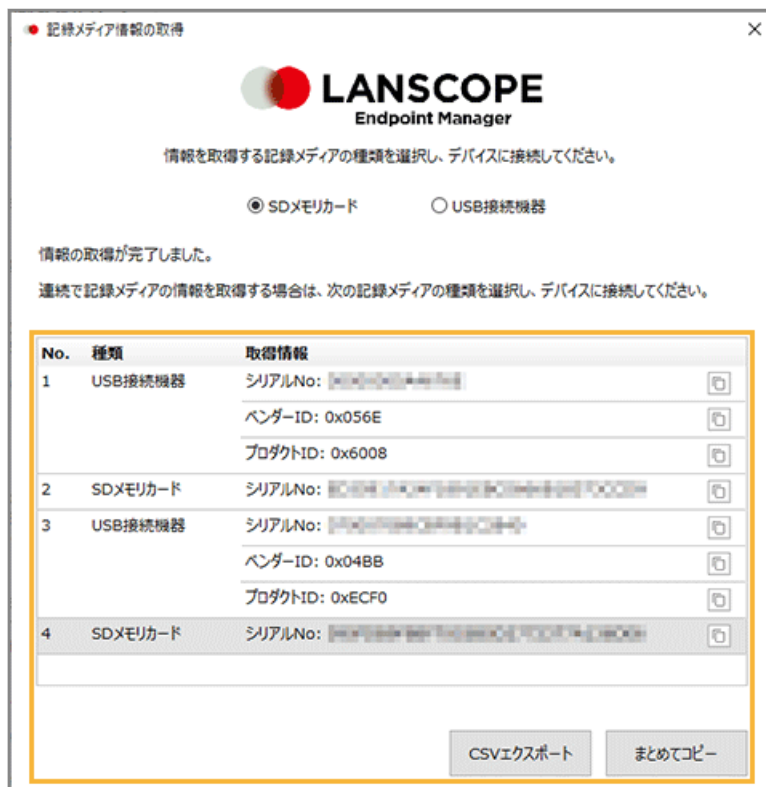 記録メディア情報の取得
LANSCOPE
Endpoint Manager
情報を取得する記録メディアの種類を選択し、デバイスに接続してください。
SDメモリカード USB接続機器
情報の取得が完了しました。
連続で記録メディアの情報を取得する場合は、次の記録メディアの種類を選択し、デバイスに接続してください。
No. 種類 取得情報
1 USB接続機器 シリアルNo:
ベンダーID: 0x056E
プロダクトID: 0x6008
2 SDメモリカード シリアルNo:
3 USB接続機器 シリアルNo:
ベンダーID: 0x04BB
プロダクトID: 0xECF0
4 SDメモリカード シリアルNo:
CSVエクスポート まとめてコピー